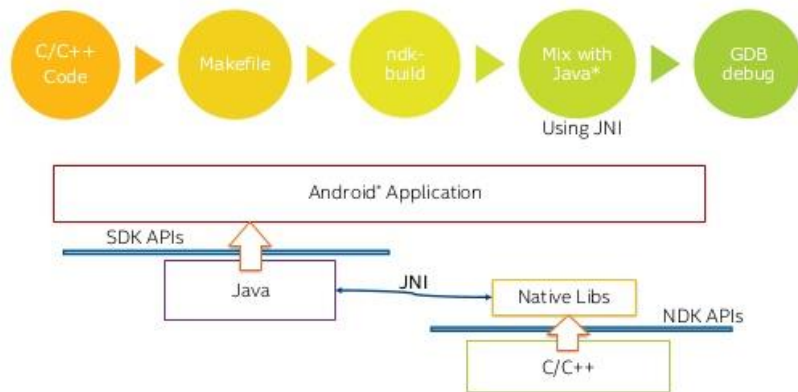 C/C++
Code
Makefile
ndk-
build
Mix with
Java*
GDB
debug
Using JNI
Android* Application
SDK APIs
Java
JNI
Native Libs
NDK APIs
C/C++